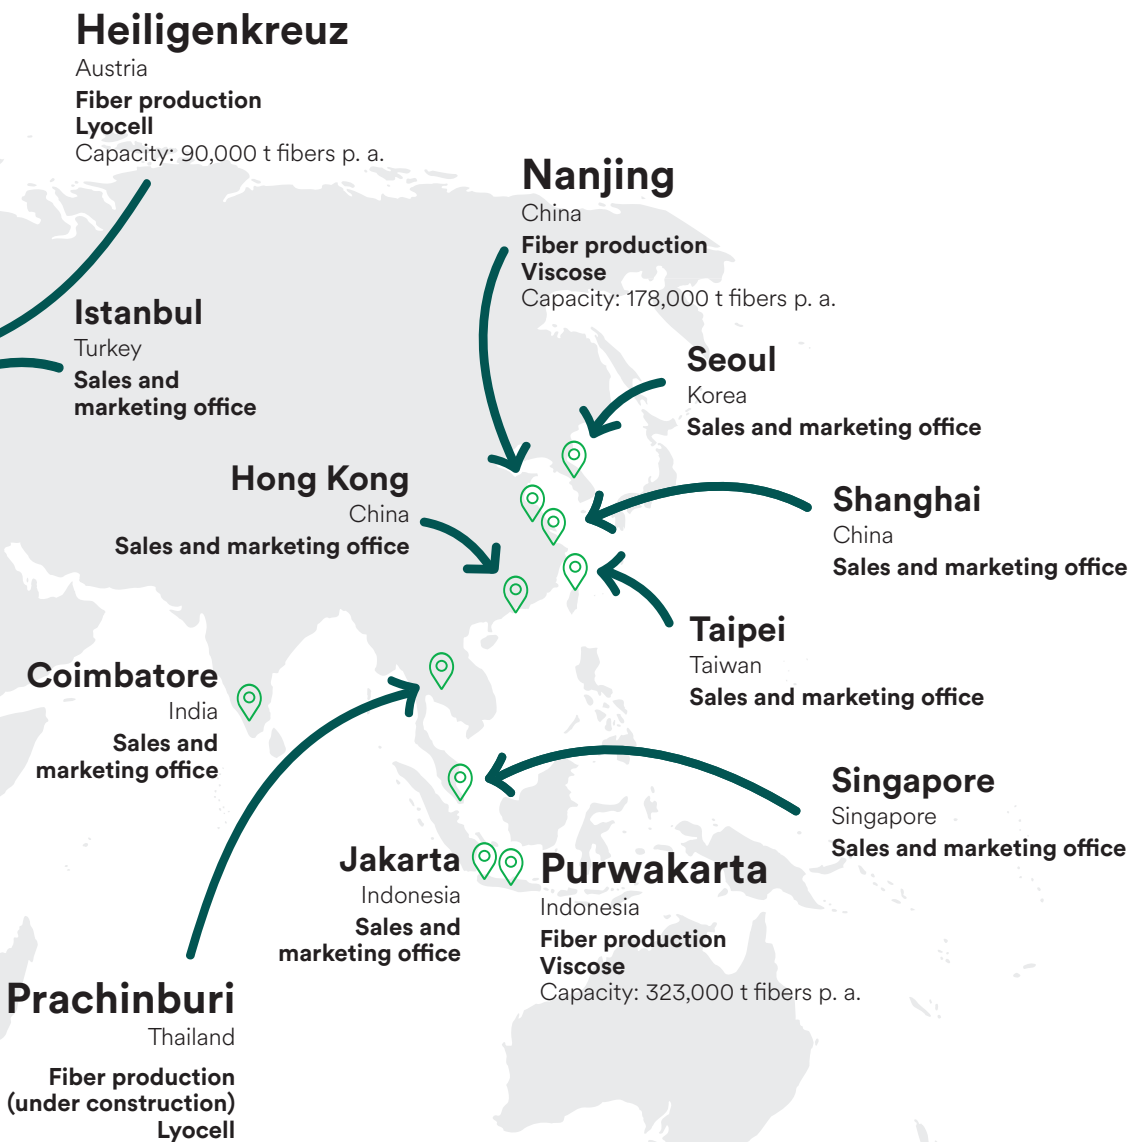 Heiligenkreuz
Austria
Fiber production
Lyocell
Capacity: 90,000 t fibers p. a.
Nanjing
China
Fiber production
Viscose
Capacity: 178,000 t fibers p. a.
Istanbul
Turkey
Sales and
marketing office
Seoul
Korea
Sales and marketing office
Hong Kong
China
Sales and marketing office
Shanghai
China
Sales and marketing office
Taipei
Taiwan
Sales and marketing office
Coimbatore
India
Sales and
marketing office
Singapore
Singapore
Sales and marketing office
Jakarta
Indonesia
Sales and
marketing office
Purwakarta
Indonesia
Fiber production
Viscose
Capacity: 323,000 t fibers p. a.
Prachinburi
Thailand
Fiber production
(under construction)
Lyocell